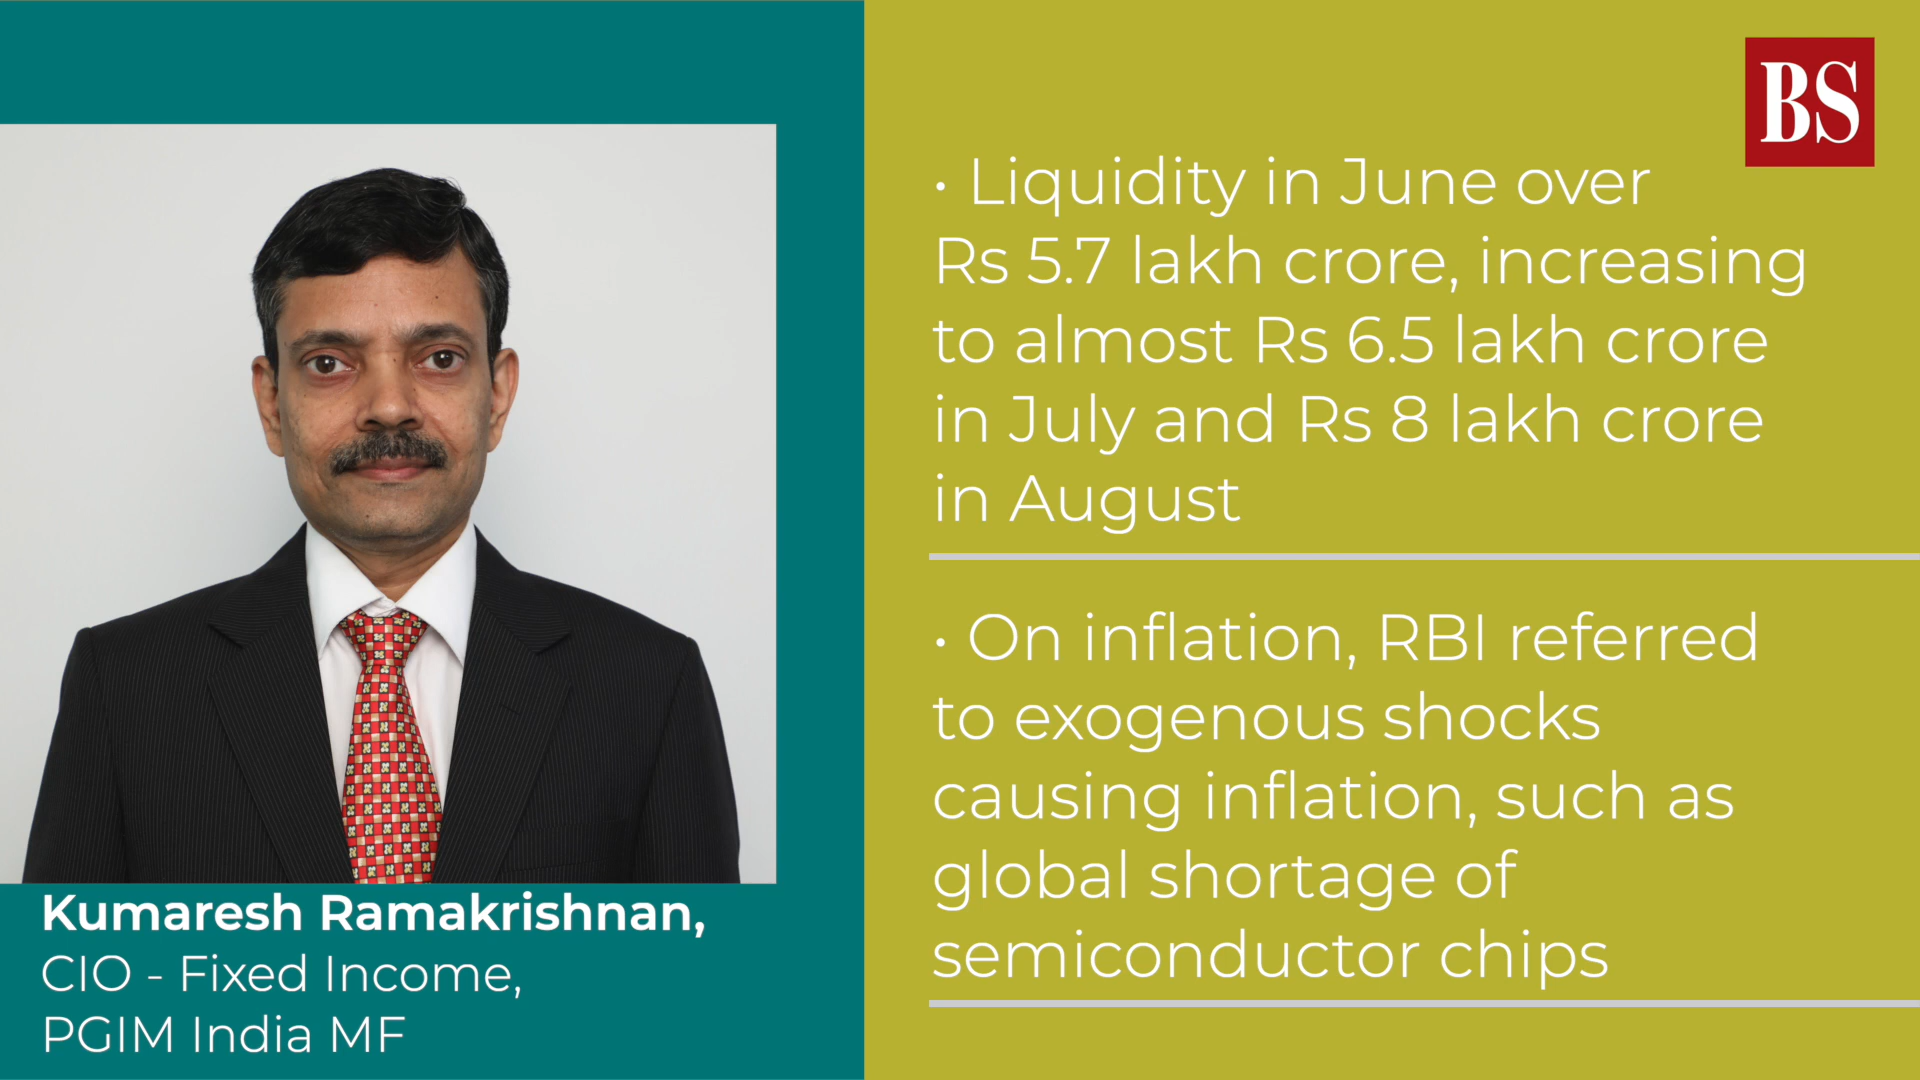 BS
• Liquidity in June over
Rs 5.7 lakh crore, increasing
to almost Rs 6.5 lakh crore
in July and Rs 8 lakh crore
in August
• On inflation, RBI referred
to exogenous shocks
causing inflation, such as
global shortage of
semiconductor chips
Kumaresh Ramakrishnan,
CIO - Fixed Income,
PGIM India MF